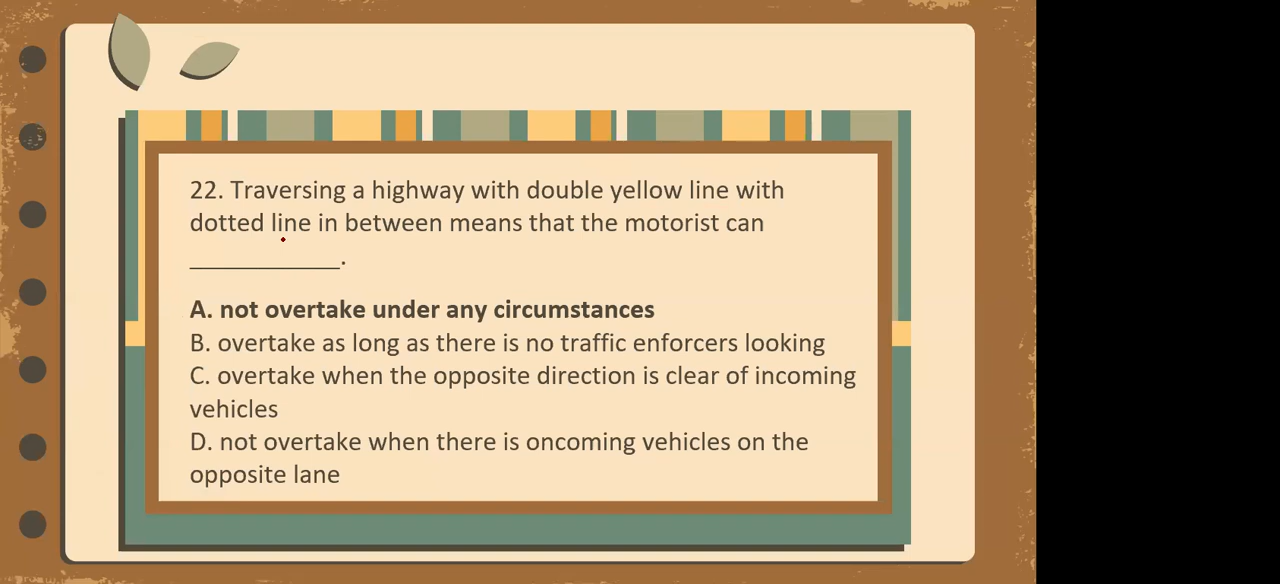 22. Traversing a highway with double yellow line with
dotted line in between means that the motorist can
____________.
A. not overtake under any circumstances
B. overtake as long as there is no traffic enforcers looking
C. overtake when the opposite direction is clear of incoming
vehicles
D. not overtake when there is oncoming vehicles on the
opposite lane